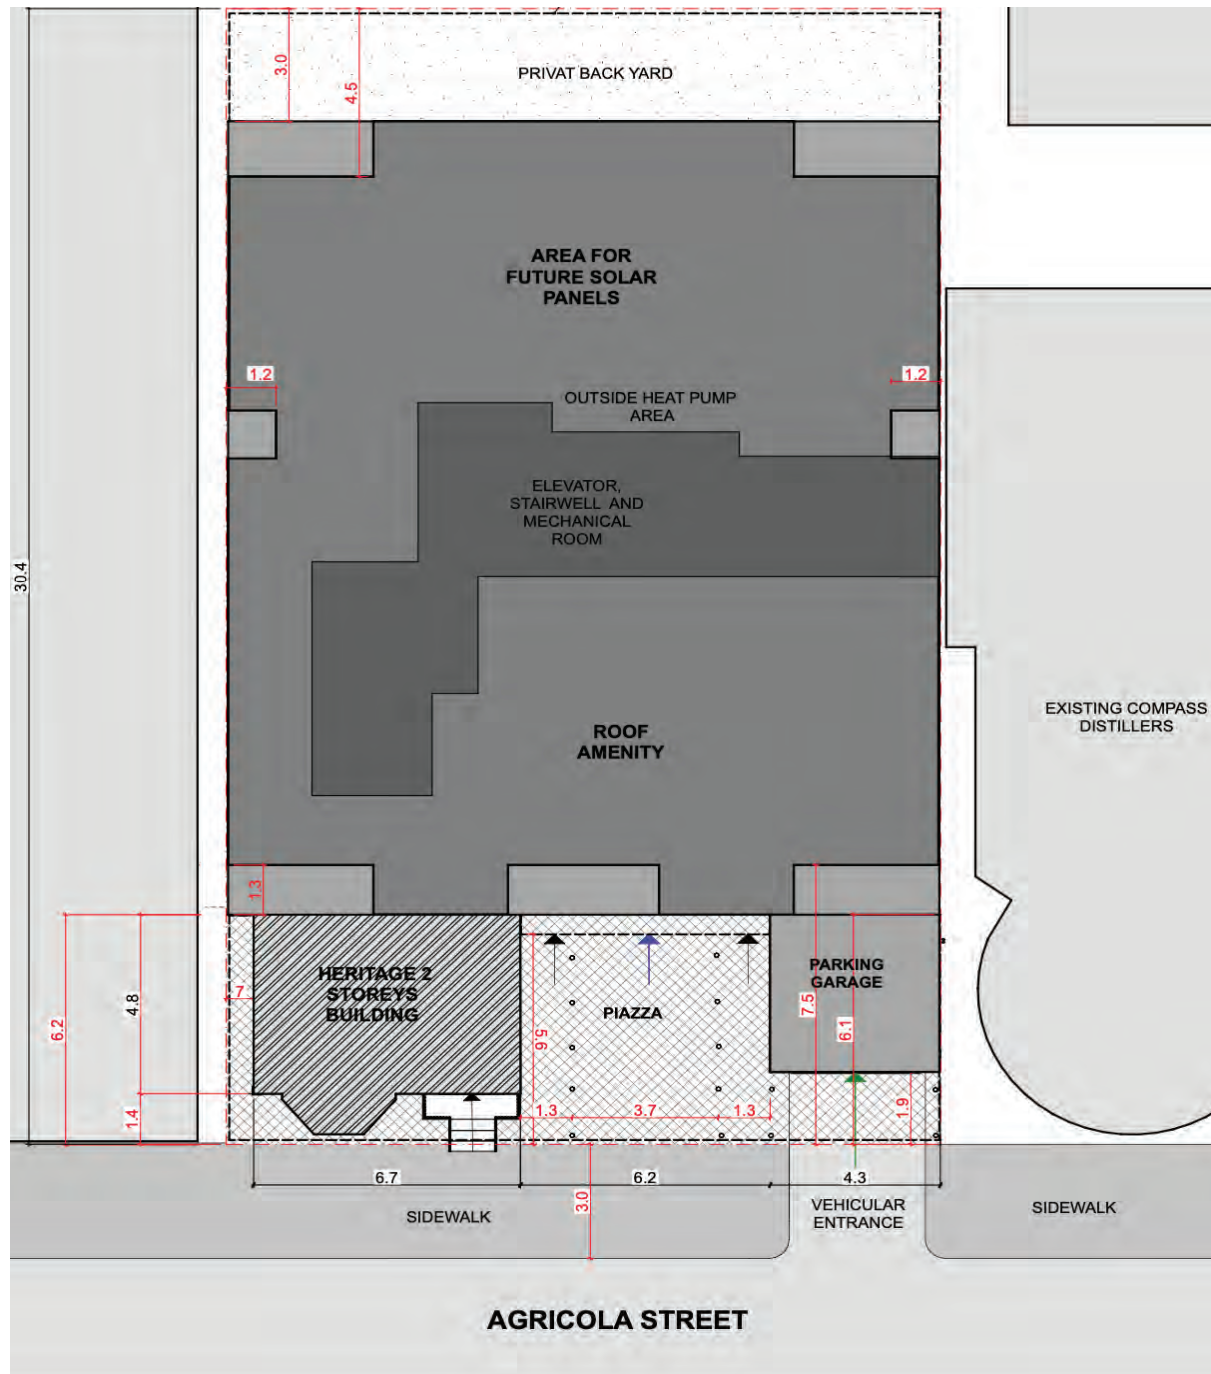 3.0
4.5
PRIVAT BACK YARD
AREA FOR
FUTURE SOLAR
PANELS
1.2
1.2
OUTSIDE HEAT PUMP
AREA
ELEVATOR,
STAIRWELL AND
MECHANICAL
ROOM
30.4
EXISTING COMPASS
DISTILLERS
ROOF
AMENITY
1.3
HERITAGE 2
STOREYS
BUILDING
PARKING
GARAGE
PIAZZA
7
4.8
6.2
7.5
6.1
5.6
1.4
1.3
3.7
1.3
1.9
6.7
6.2
4.3
3.0
SIDEWALK
VEHICULAR
ENTRANCE
SIDEWALK
AGRICOLA STREET